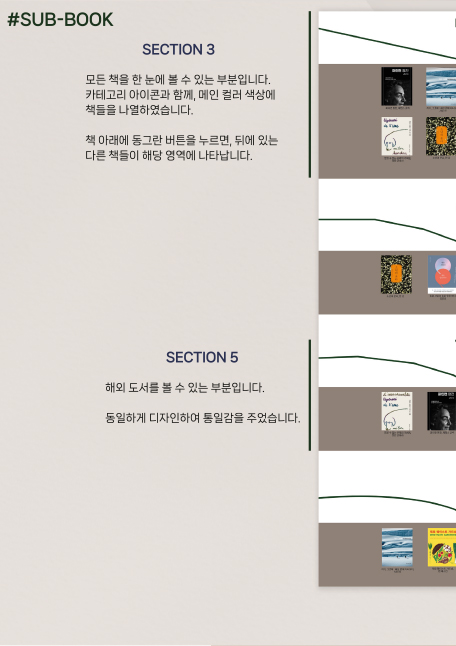 #SUB-BOOK
SECTION 3
모든 책을 한 눈에 볼 수 있는 부분입니다.
카테고리 아이콘과 함께, 메인 컬러 색상에
책들을 나열하였습니다.
책 아래에 동그란 버튼을 누르면, 뒤에 있는
다른 책들이 해당 영역에 나타납니다.
SECTION 5
해외 도서를 볼 수 있는 부분입니다.
동일하게 디자인하여 통일감을 주었습니다.